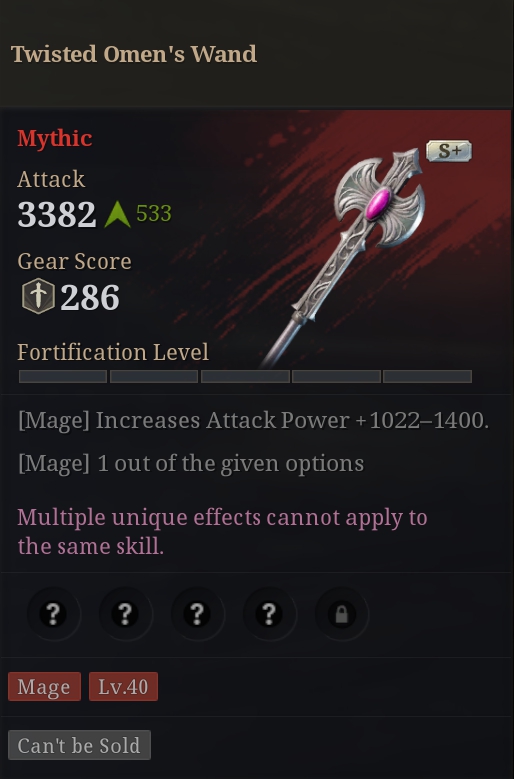 Twisted Omen's Wand
Mythic
S+
Attack
3382 533
Gear Score
286
Fortification Level
[Mage] Increases Attack Power +1022–1400.
[Mage] 1 out of the given options
Multiple unique effects cannot apply to
the same skill.
? ? ? ?
Mage Lv.40
Can't be Sold